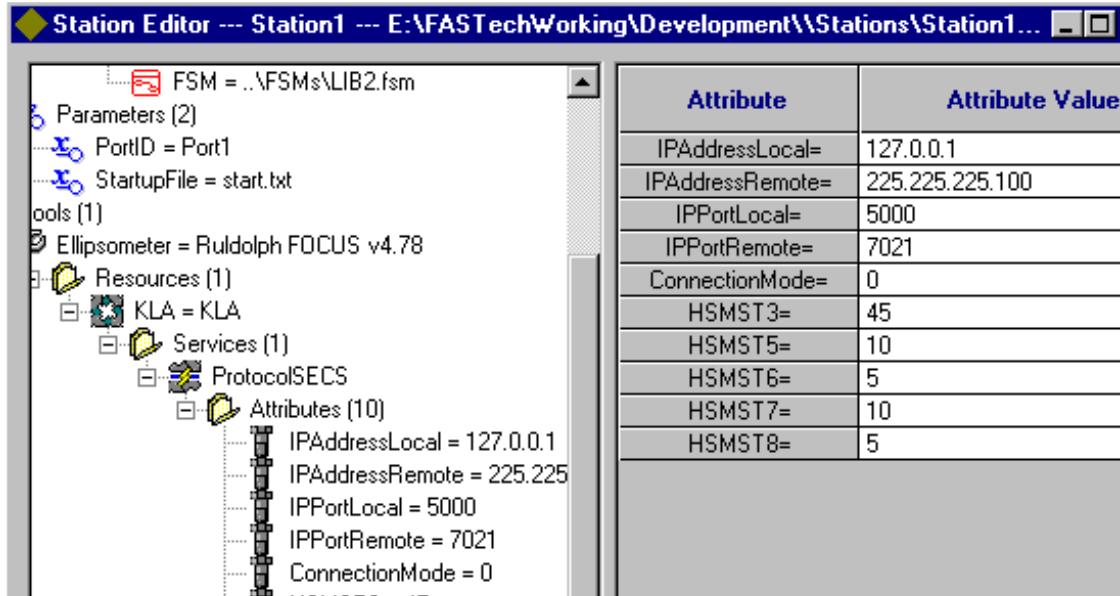 Station Editor --- Station1 --- E:\FASTechWorking\Development\\Stations\Station1...
FSM = ..\FSMs\LIB2.fsm
Parameters (2)
PortID = Port1
StartupFile = start.txt
ools (1)
Ellipsometer = Ruldolph FOCUS v4.78
Resources (1)
KLA = KLA
Services (1)
ProtocolSECS
Attributes (10)
IPAddressLocal = 127.0.0.1
IPAddressRemote = 225.225
IPPortLocal = 5000
IPPortRemote = 7021
ConnectionMode = 0
Attribute Attribute Value
IPAddressLocal= 127.0.0.1
IPAddressRemote= 225.225.225.100
IPPortLocal= 5000
IPPortRemote= 7021
ConnectionMode= 0
HSMST3= 45
HSMST5= 10
HSMST6= 5
HSMST7= 10
HSMST8= 5